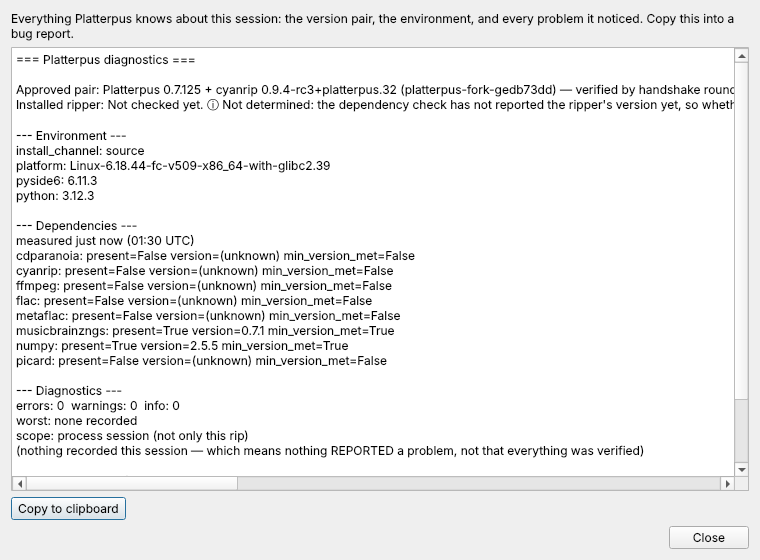 Everything Platterpus knows about this session: the version pair, the environment, and every problem it noticed. Copy this into a
bug report.
=== Platterpus diagnostics ===
Approved pair: Platterpus 0.7.125 + cyanrip 0.9.4-rc3+platterpus.32 (platterpus-fork-gedb73dd) — verified by handshake round
Installed ripper: Not checked yet. ⓘ Not determined: the dependency check has not reported the ripper's version yet, so wheth
--- Environment ---
install_channel: source
platform: Linux-6.18.44-fc-v509-x86_64-with-glibc2.39
pyside6: 6.11.3
python: 3.12.3
--- Dependencies ---
measured just now (01:30 UTC)
cdparanoia: present=False version=(unknown) min_version_met=False
cyanrip: present=False version=(unknown) min_version_met=False
ffmpeg: present=False version=(unknown) min_version_met=False
flac: present=False version=(unknown) min_version_met=False
metaflac: present=False version=(unknown) min_version_met=False
musicbrainzngs: present=True version=0.7.1 min_version_met=True
numpy: present=True version=2.5.5 min_version_met=True
picard: present=False version=(unknown) min_version_met=False
--- Diagnostics ---
errors: 0  warnings: 0  info: 0
worst: none recorded
scope: process session (not only this rip)
(nothing recorded this session — which means nothing REPORTED a problem, not that everything was verified)
Copy to clipboard
Close